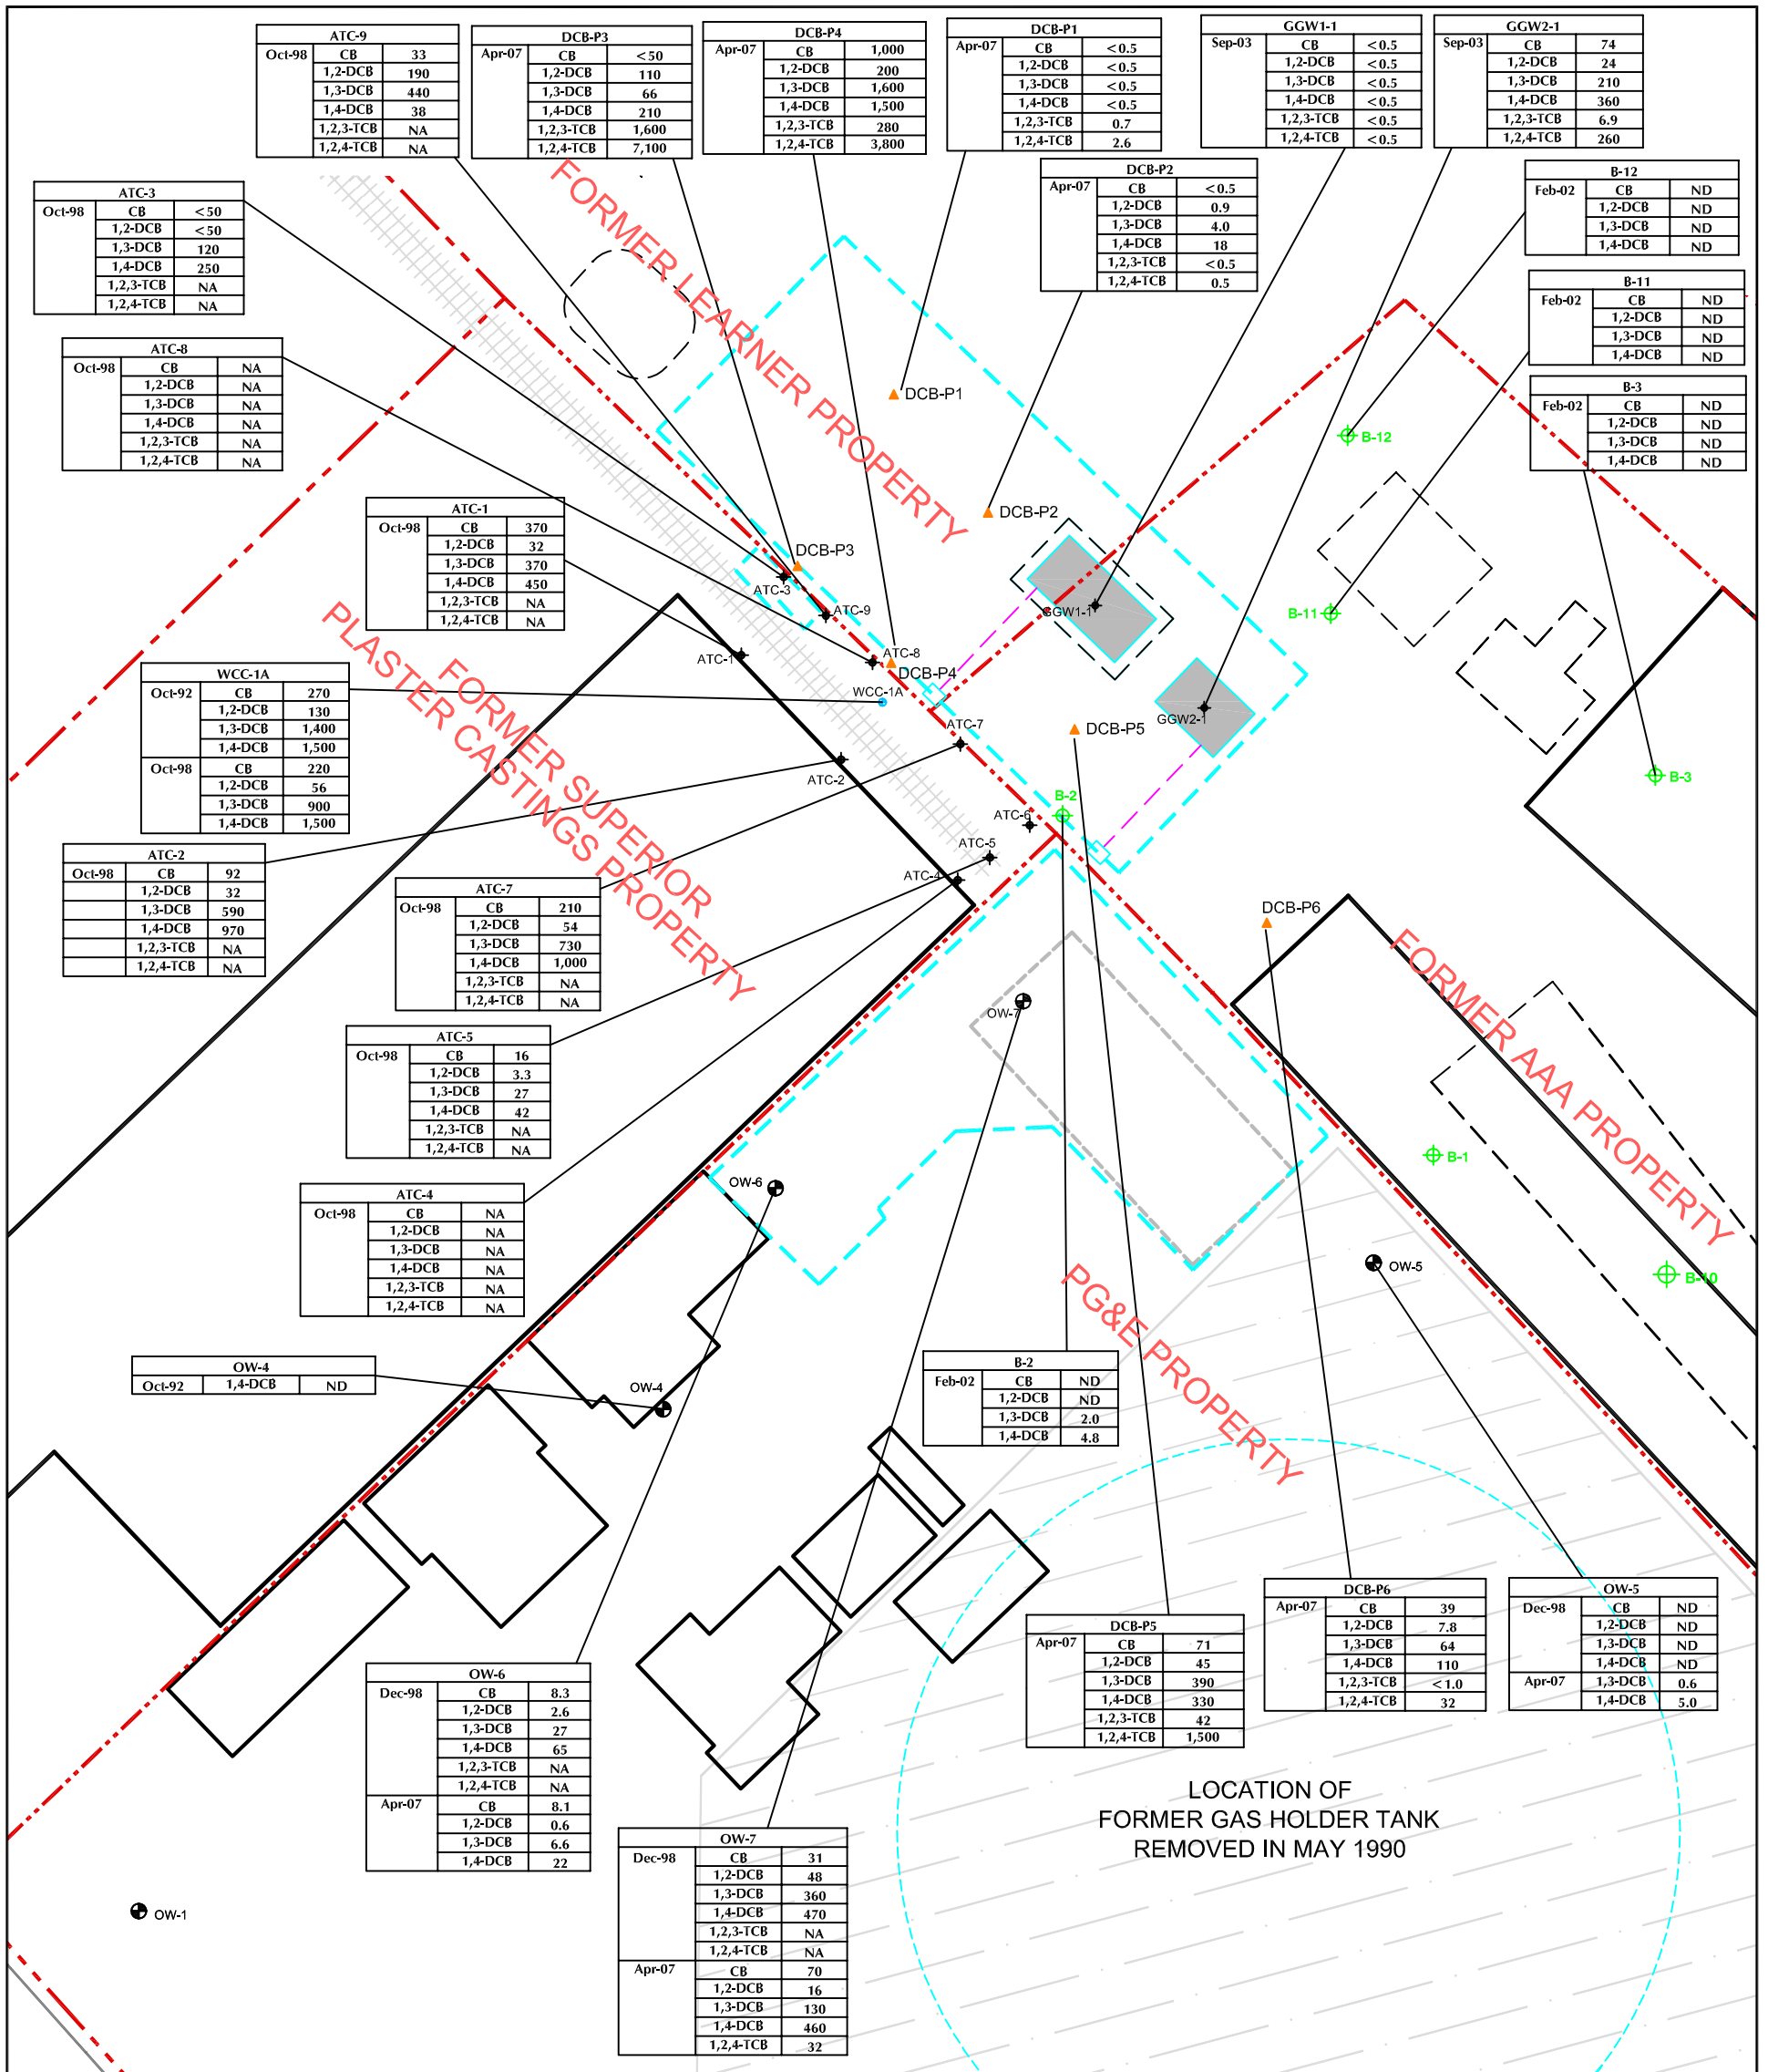 ATC-9
Oct-98 CB 33
1,2-DCB 190
1,3-DCB 440
1,4-DCB 38
1,2,3-TCB NA
1,2,4-TCB NA
DCB-P3
Apr-07 CB <50
1,2-DCB 110
1,3-DCB 66
1,4-DCB 210
1,2,3-TCB 1,600
1,2,4-TCB 7,100
DCB-P4
Apr-07 CB 1,000
1,2-DCB 200
1,3-DCB 1,600
1,4-DCB 1,500
1,2,3-TCB 280
1,2,4-TCB 3,800
DCB-P1
Apr-07 CB <0.5
1,2-DCB <0.5
1,3-DCB <0.5
1,4-DCB <0.5
1,2,3-TCB 0.7
1,2,4-TCB 2.6
GGW1-1
Sep-03 CB <0.5
1,2-DCB <0.5
1,3-DCB <0.5
1,4-DCB <0.5
1,2,3-TCB <0.5
1,2,4-TCB <0.5
GGW2-1
Sep-03 CB 74
1,2-DCB 24
1,3-DCB 210
1,4-DCB 360
1,2,3-TCB 6.9
1,2,4-TCB 260
DCB-P2
Apr-07 CB <0.5
1,2-DCB 0.9
1,3-DCB 4.0
1,4-DCB 18
1,2,3-TCB <0.5
1,2,4-TCB 0.5
B-12
Feb-02 CB ND
1,2-DCB ND
1,3-DCB ND
1,4-DCB ND
ATC-3
Oct-98 CB <50
1,2-DCB <50
1,3-DCB 120
1,4-DCB 250
1,2,3-TCB NA
1,2,4-TCB NA
B-11
Feb-02 CB ND
1,2-DCB ND
1,3-DCB ND
1,4-DCB ND
ATC-8
Oct-98 CB NA
1,2-DCB NA
1,3-DCB NA
1,4-DCB NA
1,2,3-TCB NA
1,2,4-TCB NA
B-3
Feb-02 CB ND
1,2-DCB ND
1,3-DCB ND
1,4-DCB ND
FORMER LEARNER PROPERTY
DCB-P1
B-12
DCB-P2
ATC-1
Oct-98 CB 370
1,2-DCB 32
1,3-DCB 370
1,4-DCB 450
1,2,3-TCB NA
1,2,4-TCB NA
DCB-P3
ATC-3
ATC-9
GGW1-1
B-11
ATC-1
ATC-8
DCB-P4
WCC-1A
GGW2-1
ATC-7
DCB-P5
FORMER SUPERIOR
PLASTER CASTINGS PROPERTY
WCC-1A
Oct-92 CB 270
1,2-DCB 130
1,3-DCB 1,400
1,4-DCB 1,500
Oct-98 CB 220
1,2-DCB 56
1,3-DCB 900
1,4-DCB 1,500
ATC-2
B-3
B-2
ATC-6
ATC-5
ATC-4
ATC-2
Oct-98 CB 92
1,2-DCB 32
1,3-DCB 590
1,4-DCB 970
1,2,3-TCB NA
1,2,4-TCB NA
ATC-7
Oct-98 CB 210
1,2-DCB 54
1,3-DCB 730
1,4-DCB 1,000
1,2,3-TCB NA
1,2,4-TCB NA
DCB-P6
FORMER AAA PROPERTY
OW-7
ATC-5
Oct-98 CB 16
1,2-DCB 3.3
1,3-DCB 27
1,4-DCB 42
1,2,3-TCB NA
1,2,4-TCB NA
B-1
OW-6
ATC-4
Oct-98 CB NA
1,2-DCB NA
1,3-DCB NA
1,4-DCB NA
1,2,3-TCB NA
1,2,4-TCB NA
OW-5
B-10
PG&E PROPERTY
OW-4
Oct-92 1,4-DCB ND
OW-4
B-2
Feb-02 CB ND
1,2-DCB ND
1,3-DCB 2.0
1,4-DCB 4.8
DCB-P6
Apr-07 CB 39
1,2-DCB 7.8
1,3-DCB 64
1,4-DCB 110
1,2,3-TCB <1.0
1,2,4-TCB 32
OW-5
Dec-98 CB ND
1,2-DCB ND
1,3-DCB ND
1,4-DCB ND
Apr-07 1,3-DCB 0.6
1,4-DCB 5.0
DCB-P5
Apr-07 CB 71
1,2-DCB 45
1,3-DCB 390
1,4-DCB 330
1,2,3-TCB 42
1,2,4-TCB 1,500
OW-6
Dec-98 CB 8.3
1,2-DCB 2.6
1,3-DCB 27
1,4-DCB 65
1,2,3-TCB NA
1,2,4-TCB NA
Apr-07 CB 8.1
1,2-DCB 0.6
1,3-DCB 6.6
1,4-DCB 22
LOCATION OF
FORMER GAS HOLDER TANK
REMOVED IN MAY 1990
OW-7
Dec-98 CB 31
1,2-DCB 48
1,3-DCB 360
1,4-DCB 470
1,2,3-TCB NA
1,2,4-TCB NA
Apr-07 CB 70
1,2-DCB 16
1,3-DCB 130
1,4-DCB 460
1,2,4-TCB 32
OW-1